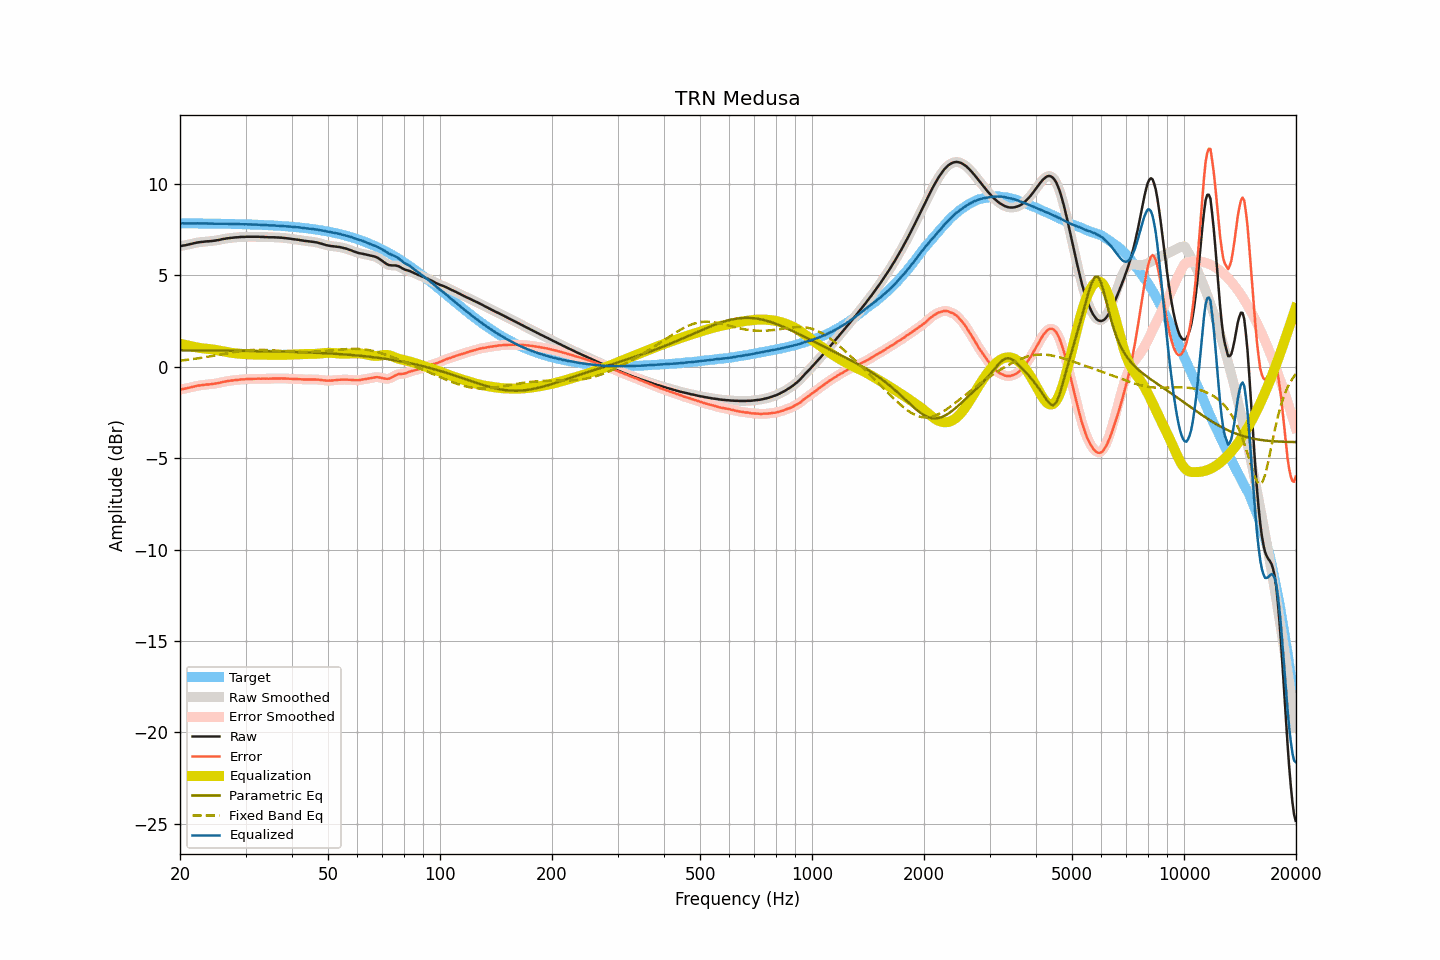 TRN Medusa
10
5
0
−5
−10
−15
−20
−25
Amplitude (dBr)
Target
Raw Smoothed
Error Smoothed
Raw
Error
Equalization
Parametric Eq
Fixed Band Eq
Equalized
20 50 100 200 500 1000 2000 5000 10000 20000
Frequency (Hz)